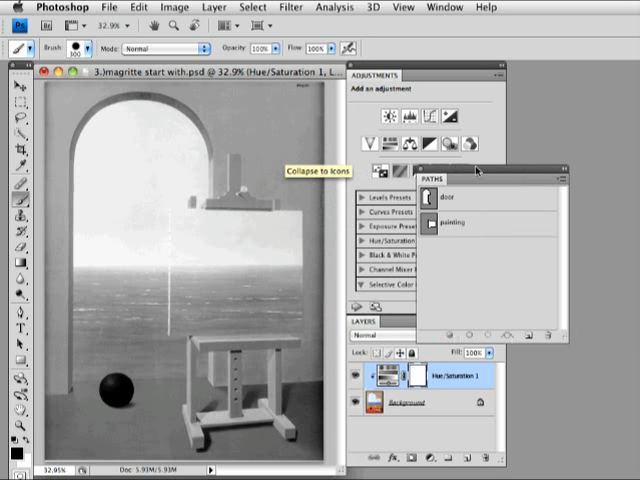 Photoshop File Edit Image Layer Select Filter Analysis 3D View Window Help
Ps Br 32.9%
Brush: 300 Mode: Normal Opacity: 100% Flow: 100%
3.)magritte start with.psd @ 32.9% (Hue/Saturation 1, L...
ADJUSTMENTS
Add an adjustment
Collapse to Icons
PATHS
door
painting
Levels Presets
Curves Presets
Exposure Prese
Hue/Saturation
Black & White P
Channel Mixer
Selective Color
LAYERS
Normal
Lock: Fill: 100%
Hue/Saturation 1
Background
32.95% Doc: 5.93M/5.93M